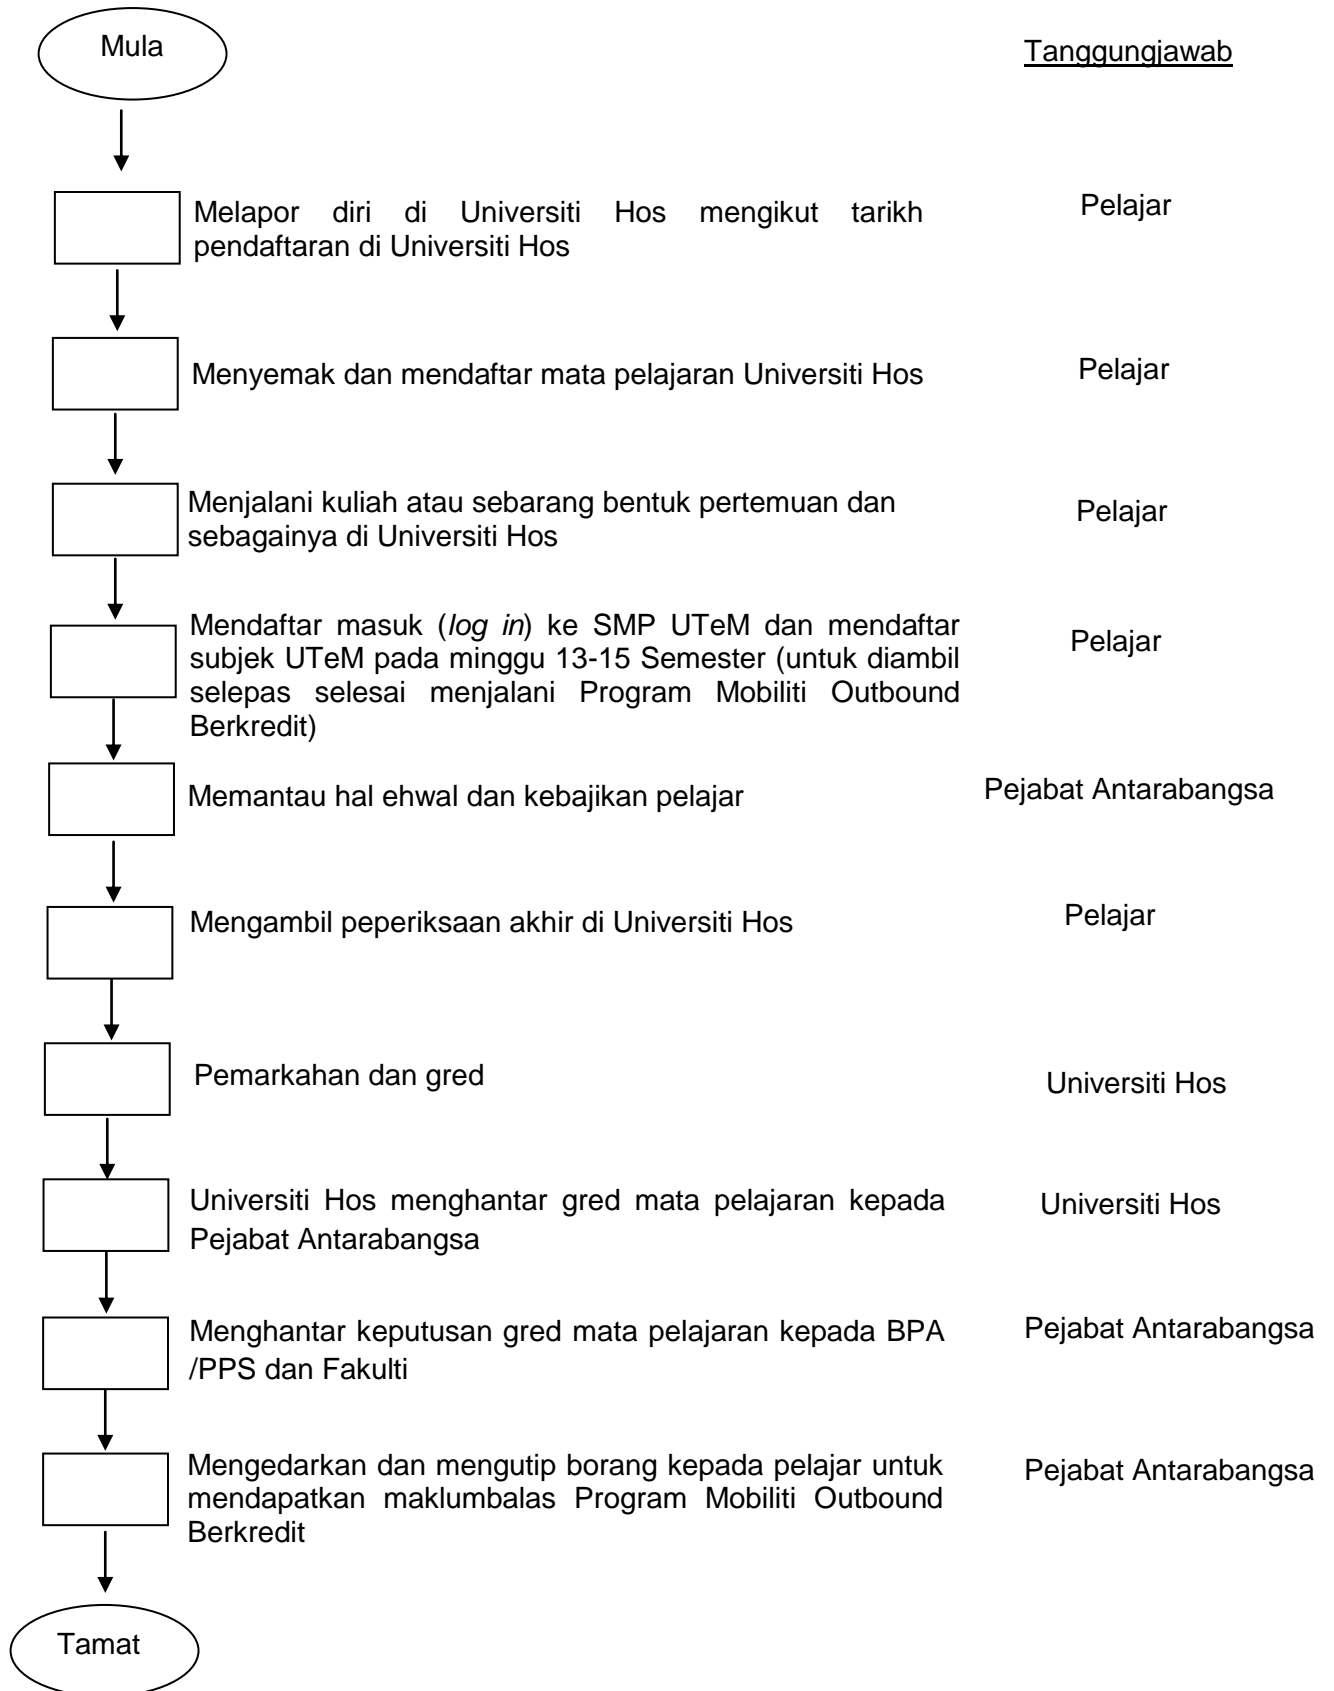 Mula
Tanggungjawab
Melapor diri di Universiti Hos mengikut tarikh
pendaftaran di Universiti Hos
Pelajar
Menyemak dan mendaftar mata pelajaran Universiti Hos
Pelajar
Menjalani kuliah atau sebarang bentuk pertemuan dan
sebagainya di Universiti Hos
Pelajar
Mendaftar masuk (log in) ke SMP UTeM dan mendaftar
subjek UTeM pada minggu 13-15 Semester (untuk diambil
selepas selesai menjalani Program Mobiliti Outbound
Berkredit)
Pelajar
Memantau hal ehwal dan kebajikan pelajar
Pejabat Antarabangsa
Mengambil peperiksaan akhir di Universiti Hos
Pelajar
Pemarkahan dan gred
Universiti Hos
Universiti Hos menghantar gred mata pelajaran kepada
Pejabat Antarabangsa
Universiti Hos
Menghantar keputusan gred mata pelajaran kepada BPA
/PPS dan Fakulti
Pejabat Antarabangsa
Mengedarkan dan mengutip borang kepada pelajar untuk
mendapatkan maklumbalas Program Mobiliti Outbound
Berkredit
Pejabat Antarabangsa
Tamat